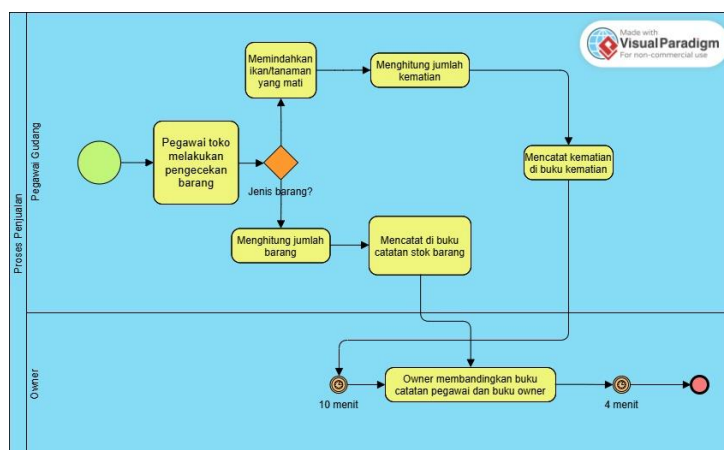 Made with
Visual Paradigm
For non-commercial use
Proses Penjualan
Pegawai Gudang
Memindahkan
ikan/tanaman
yang mati
Menghitung jumlah
kematian
Pegawai toko
melakukan
pengecekan
barang
Jenis barang?
Mencatat kematian
di buku kematian
Menghitung jumlah
barang
Mencatat di buku
catatan stok barang
Owner
10 menit
Owner membandingkan buku
catatan pegawai dan buku owner
4 menit